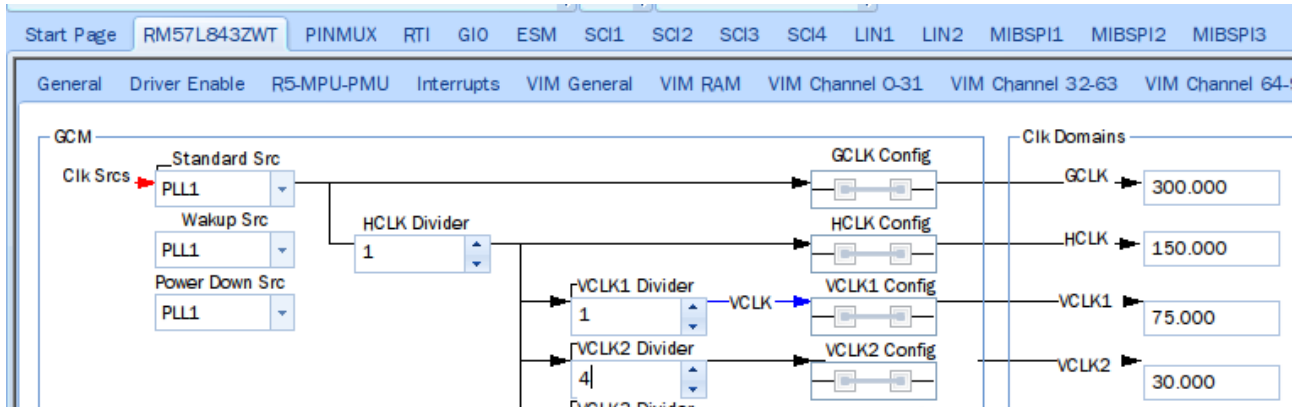 Start Page RM57L843ZWT PINMUX RTI GIO ESM SCI1 SCI2 SCI3 SCI4 LIN1 LIN2 MIBSPI1 MIBSPI2 MIBSPI3
General Driver Enable R5-MPU-PMU Interrupts VIM General VIM RAM VIM Channel 0-31 VIM Channel 32-63 VIM Channel 64-
GCM Clk Domains
Standard Src GCLK Config
Clk Srcs PLL1 GCLK 300.000
Wakup Src HCLK Divider HCLK Config
PLL1 1 HCLK 150.000
Power Down Src VCLK1 Divider VCLK1 Config
PLL1 1 VCLK VCLK1 75.000
VCLK2 Divider VCLK2 Config
4 VCLK2 30.000